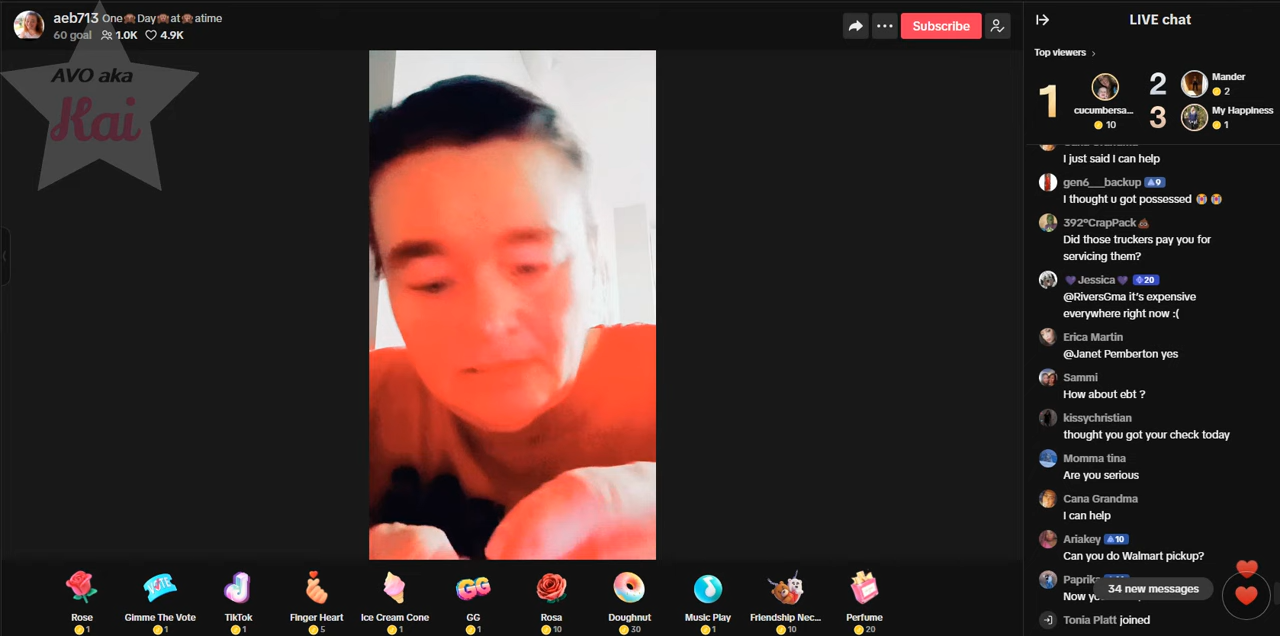 aeb713 One🙈Day🙈at🙈atime
60 goal 1.0K 4.9K
Subscribe
AVO aka
Kai
LIVE chat
Top viewers
1
cucumbersa...
10
2
Mander
2
3
My Happiness
1
I just said I can help
gen6__backup 9
I thought u got possessed 😭 😭
392°CrapPack💩
Did those truckers pay you for
servicing them?
💜Jessica💜 20
@RiversGma it's expensive
everywhere right now :(
Erica Martin
@Janet Pemberton yes
Sammi
How about ebt ?
kissychristian
thought you got your check today
Momma tina
Are you serious
Cana Grandma
I can help
Ariakey 10
Can you do Walmart pickup?
Paprika
34 new messages
Tonia Platt joined
Rose
1
Gimme The Vote
1
TikTok
1
Finger Heart
5
Ice Cream Cone
1
GG
1
Rosa
10
Doughnut
30
Music Play
1
Friendship Nec...
10
Perfume
20